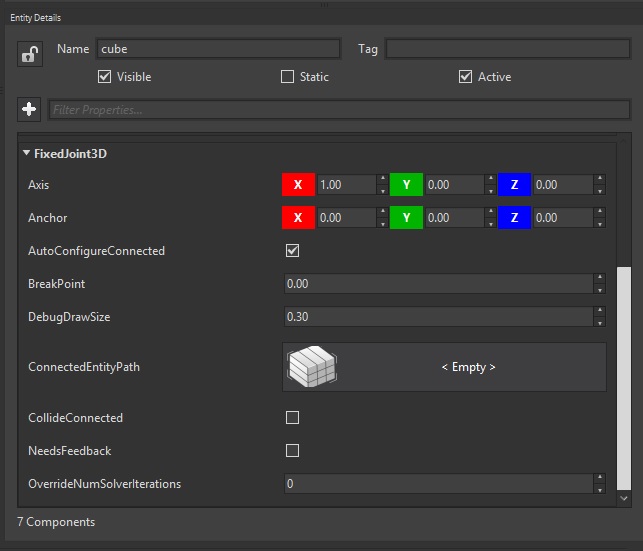 Entity Details
Name cube Tag
Visible Static Active
Filter Properties...
FixedJoint3D
Axis X 1.00 Y 0.00 Z 0.00
Anchor X 0.00 Y 0.00 Z 0.00
AutoConfigureConnected
BreakPoint 0.00
DebugDrawSize 0.30
ConnectedEntityPath < Empty >
CollideConnected
NeedsFeedback
OverrideNumSolverIterations 0
7 Components